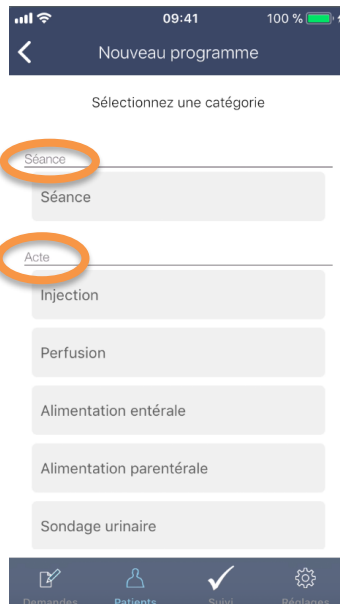 09:41 100 %
Nouveau programme
Sélectionnez une catégorie
Séance
Séance
Acte
Injection
Perfusion
Alimentation entérale
Alimentation parentérale
Sondage urinaire
Demandes Patients Suivi Réglages